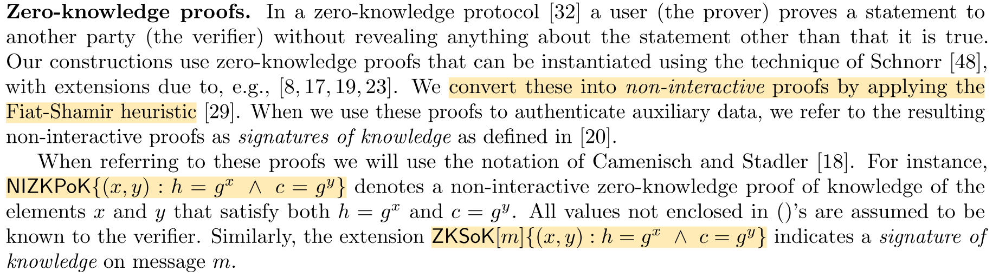 Zero-knowledge proofs. In a zero-knowledge protocol [32] a user (the prover) proves a statement to
another party (the verifier) without revealing anything about the statement other than that it is true.
Our constructions use zero-knowledge proofs that can be instantiated using the technique of Schnorr [48],
with extensions due to, e.g., [8, 17, 19, 23]. We convert these into non-interactive proofs by applying the
Fiat-Shamir heuristic [29]. When we use these proofs to authenticate auxiliary data, we refer to the resulting
non-interactive proofs as signatures of knowledge as defined in [20].
When referring to these proofs we will use the notation of Camenisch and Stadler [18]. For instance,
NIZKPoK{(x, y) : h = g^x ∧ c = g^y} denotes a non-interactive zero-knowledge proof of knowledge of the
elements x and y that satisfy both h = g^x and c = g^y. All values not enclosed in ()'s are assumed to be
known to the verifier. Similarly, the extension ZKSoK[m]{(x, y) : h = g^x ∧ c = g^y} indicates a signature of
knowledge on message m.